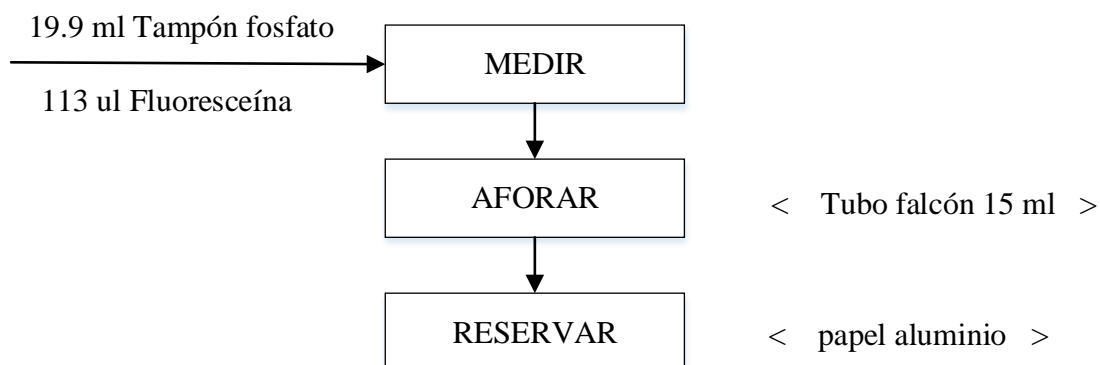 19.9 ml Tampón fosfato
MEDIR
113 ul Fluoresceína
AFORAR
< Tubo falcón 15 ml >
RESERVAR
< papel aluminio >